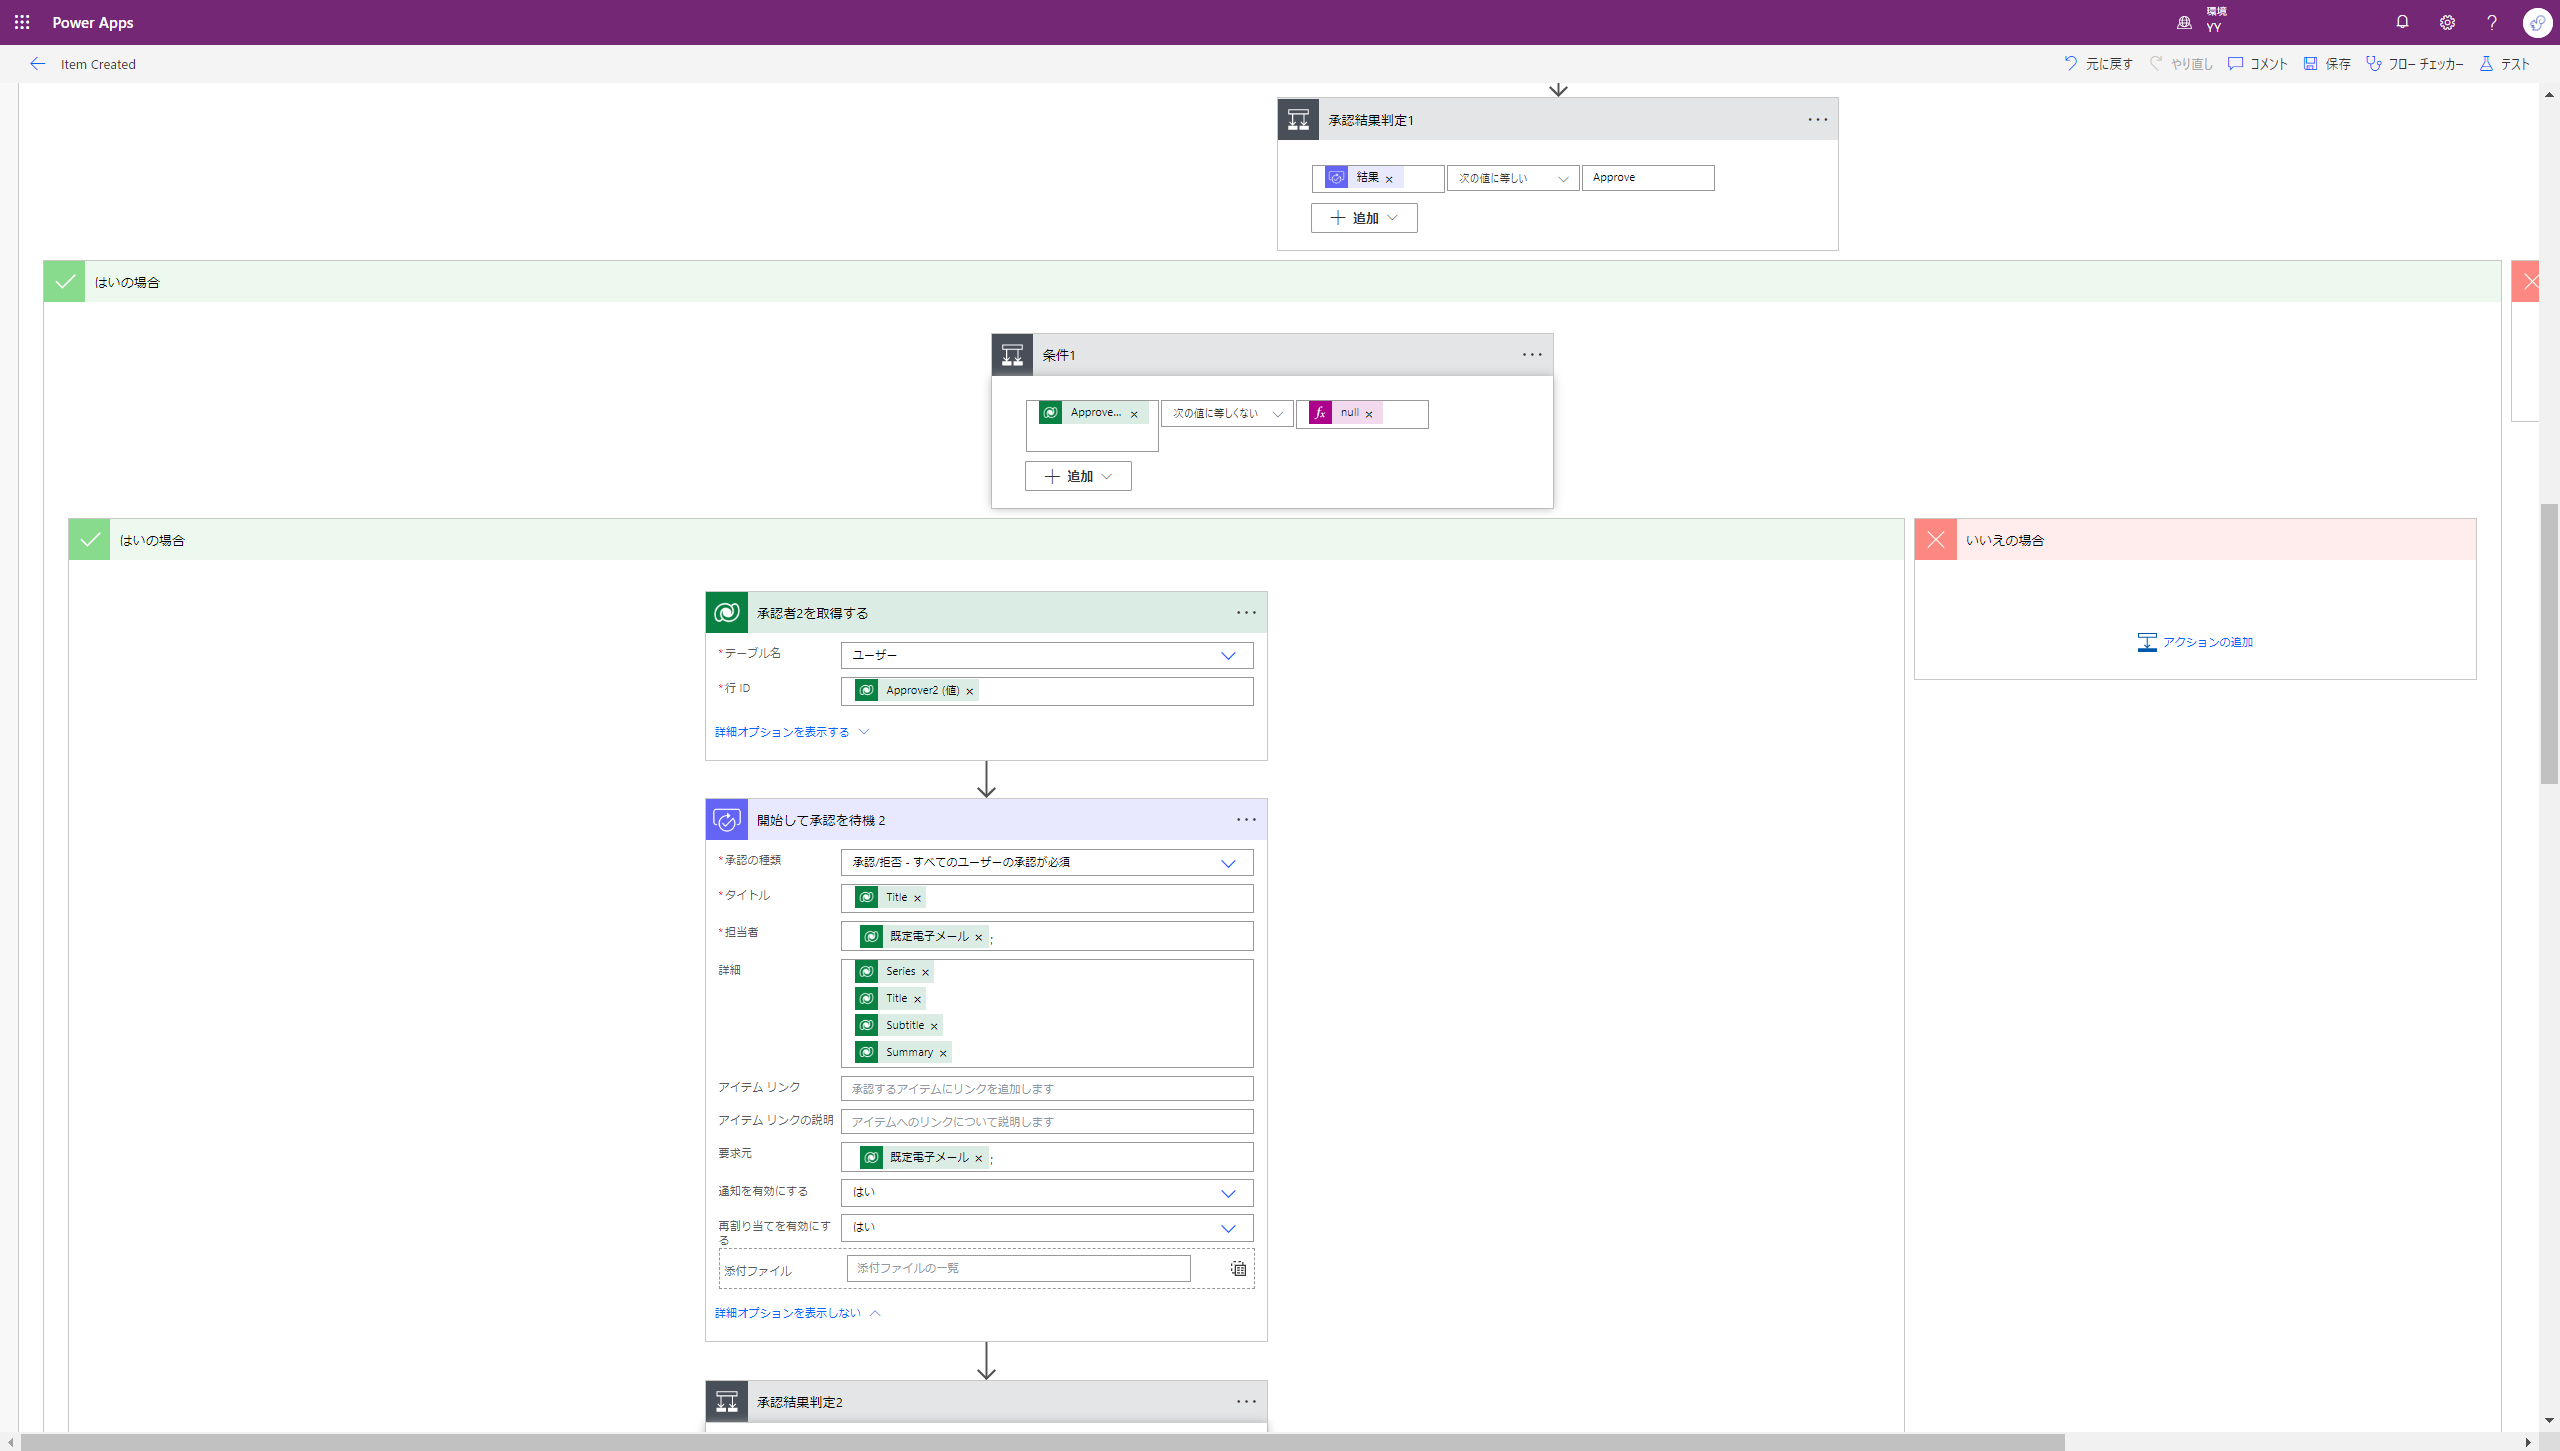 Power Apps
環境
YY
Item Created
元に戻す
やり直し
コメント
保存
フロー チェッカー
テスト
承認結果判定1
結果 次の値に等しい Approve
追加
はいの場合
条件1
Approve... 次の値に等しくない fx null
追加
はいの場合
いいえの場合
承認者2を取得する
*テーブル名 ユーザー
*行 ID Approver2 (値)
詳細オプションを表示する
アクションの追加
開始して承認を待機 2
*承認の種類 承認/拒否 - すべてのユーザーの承認が必須
*タイトル Title
*担当者 既定電子メール ;
詳細 Series
Title
Subtitle
Summary
アイテム リンク 承認するアイテムにリンクを追加します
アイテム リンクの説明 アイテムへのリンクについて説明します
要求元 既定電子メール ;
通知を有効にする はい
再割り当てを有効にす
る
はい
添付ファイル 添付ファイルの一覧
詳細オプションを表示しない
承認結果判定2